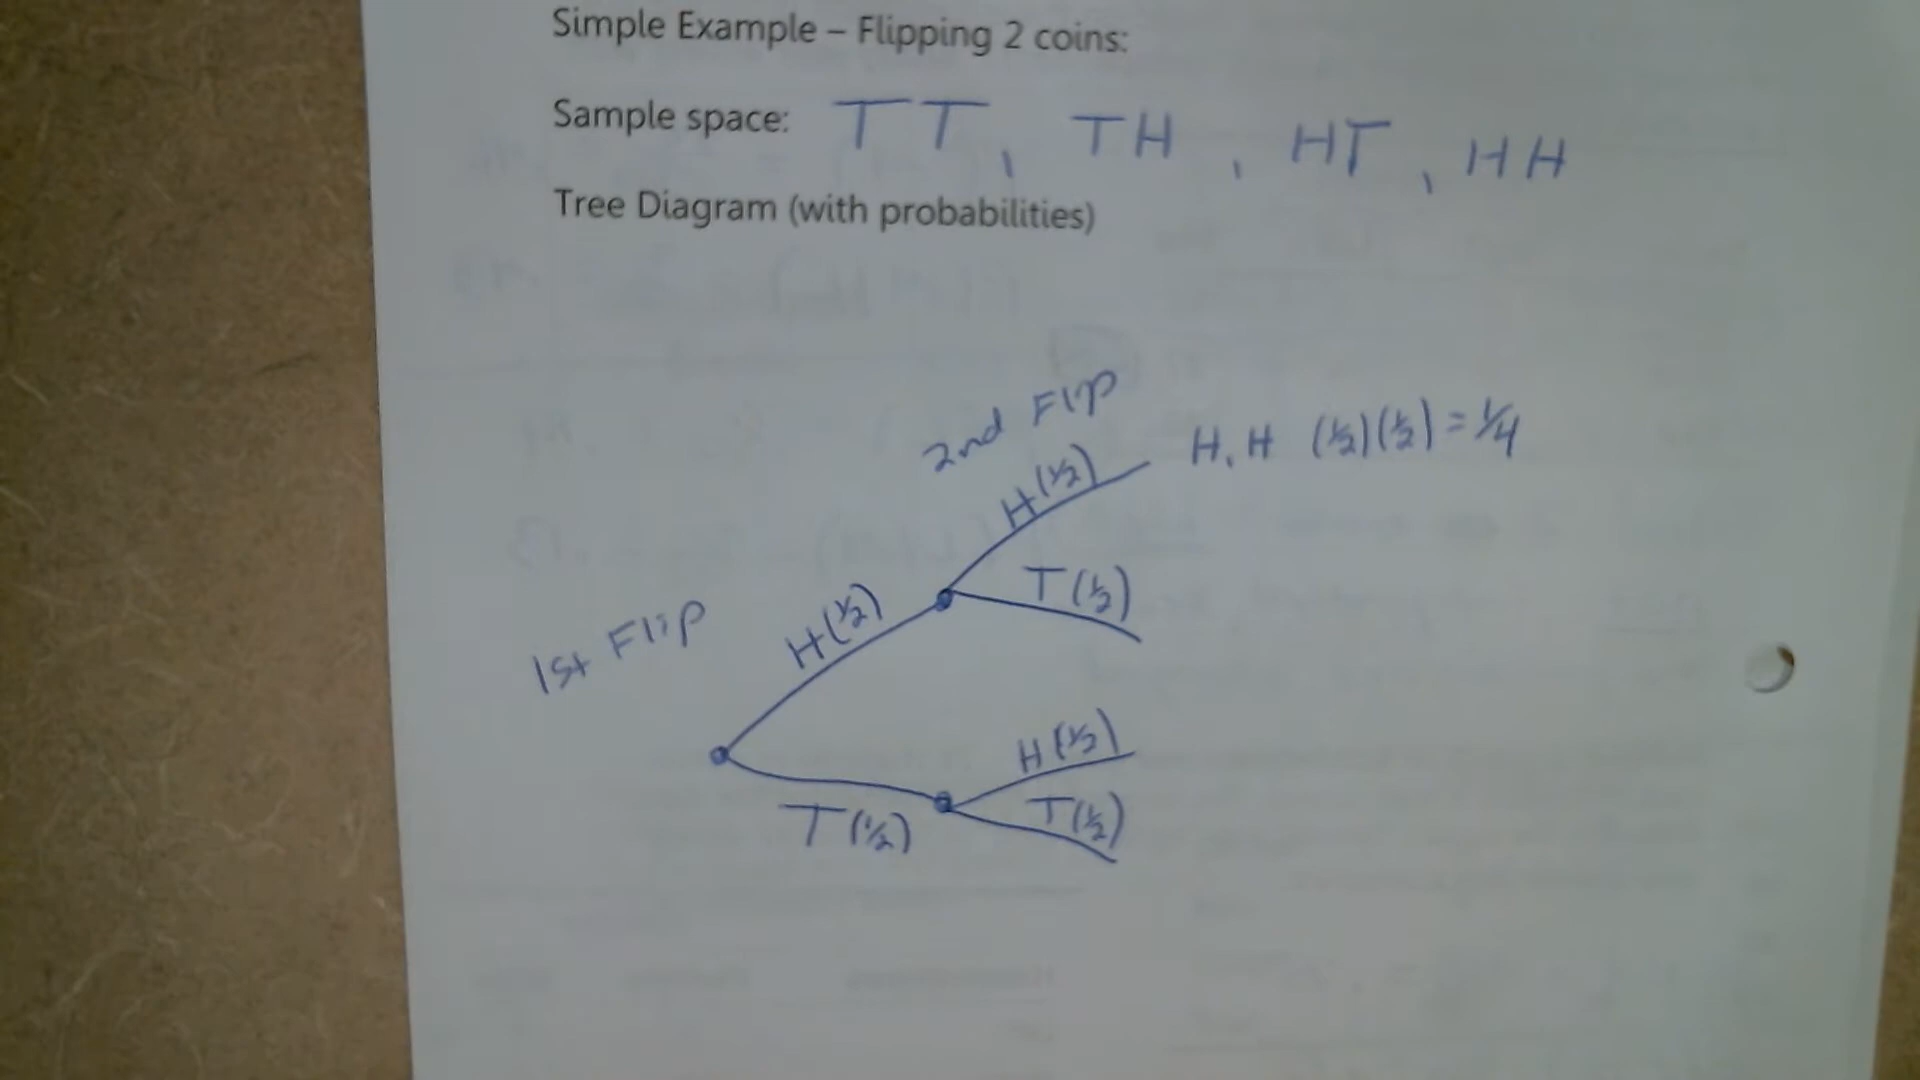 Simple Example – Flipping 2 coins:
Sample space: TT, TH, HT, HH
Tree Diagram (with probabilities)
2nd Flip
H(1/2) H,H (1/2)(1/2) = 1/4
T(1/2)
1st Flip H(1/2)
H(1/2)
T(1/2) T(1/2)